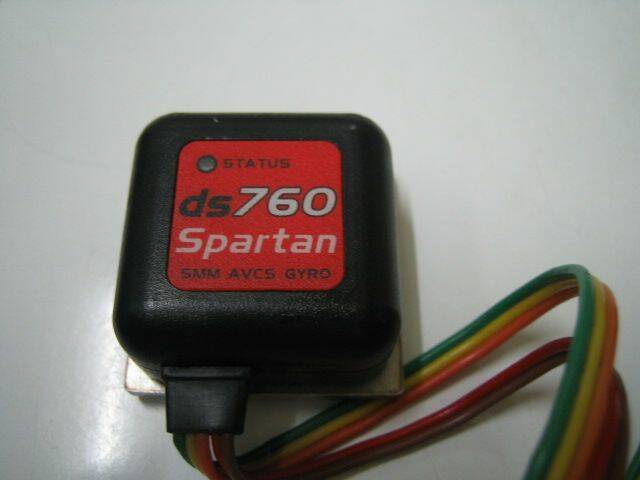 STATUS
ds760
Spartan
SMM AVCS GYRO